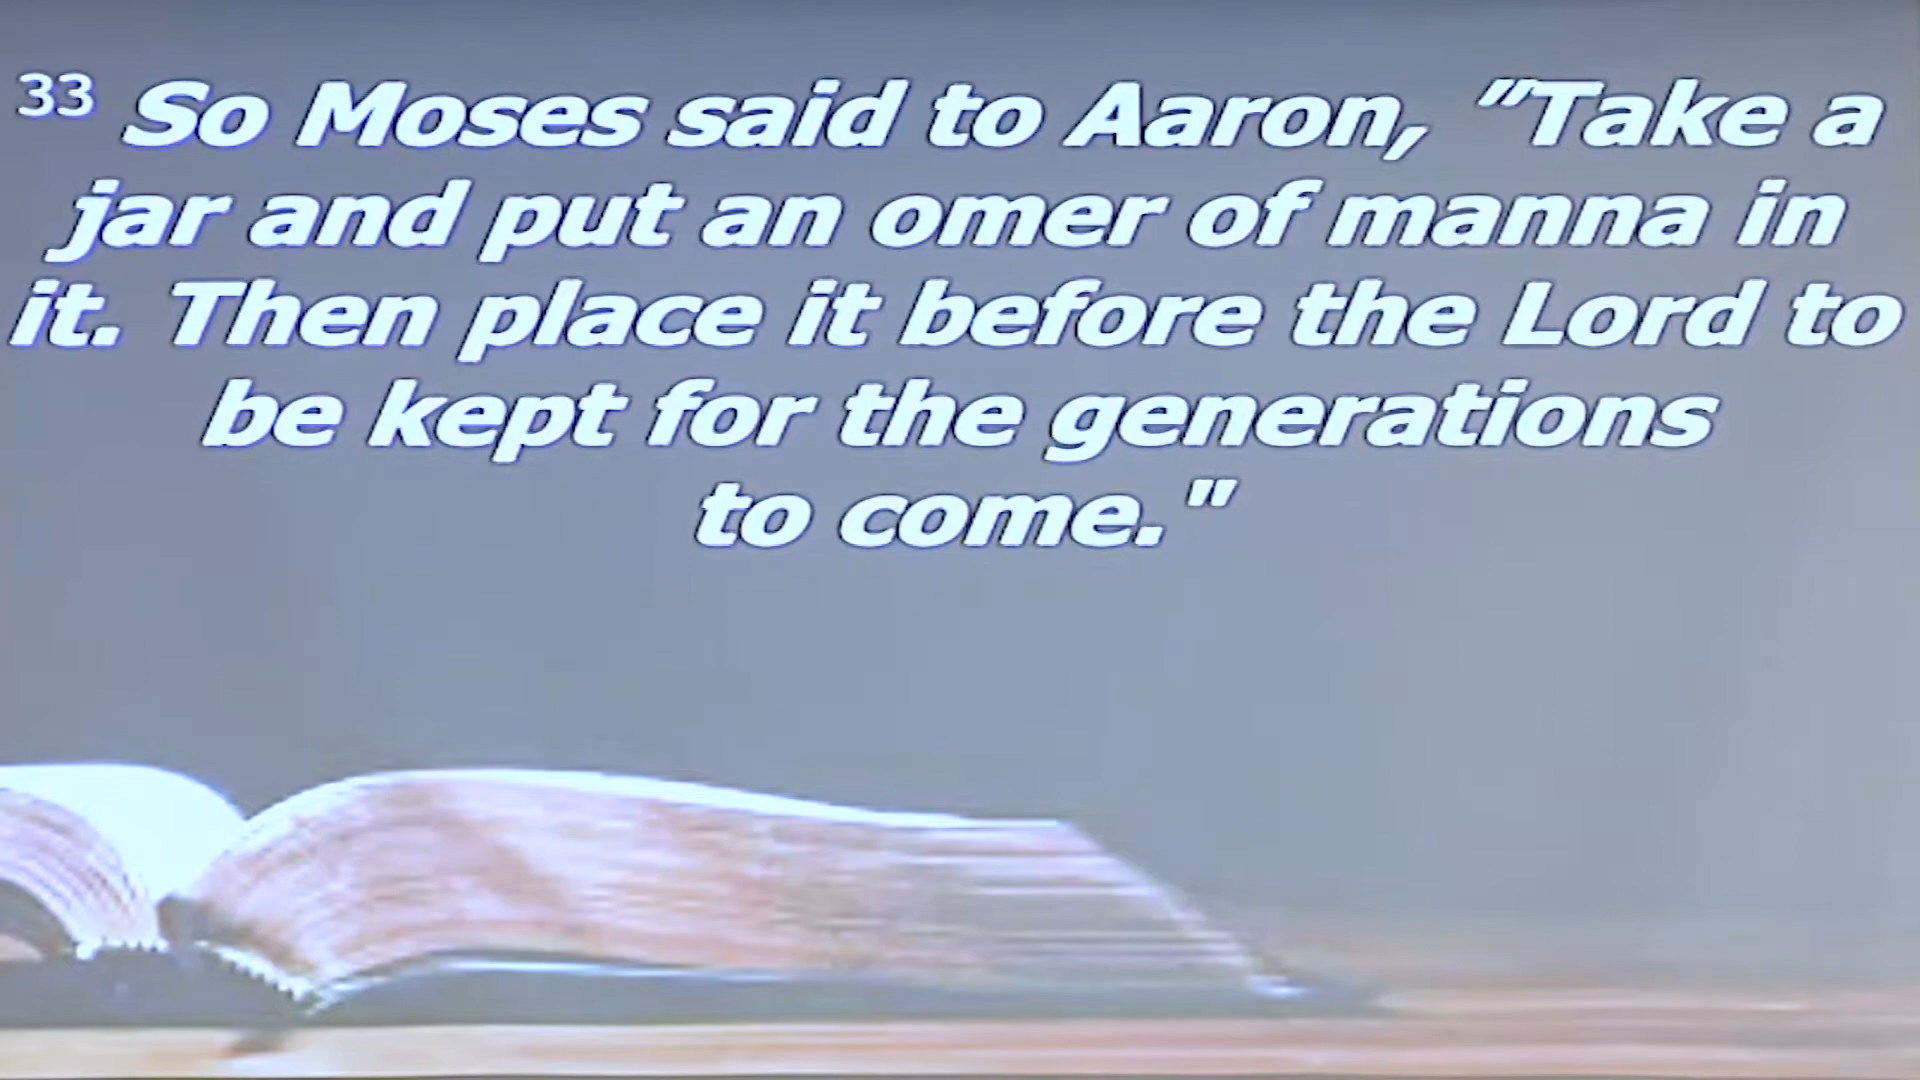 33 So Moses said to Aaron, "Take a
jar and put an omer of manna in
it. Then place it before the Lord to
be kept for the generations
to come."